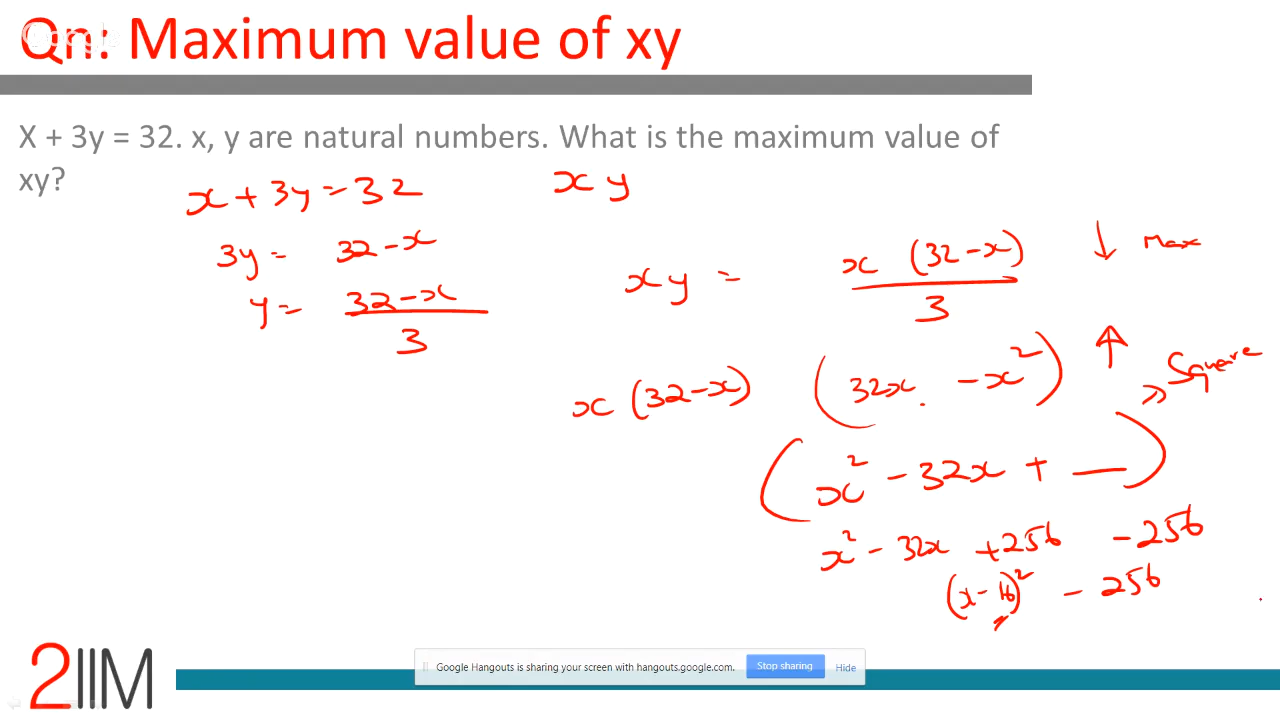 Qn: Maximum value of xy
Google
X + 3y = 32. x, y are natural numbers. What is the maximum value of
xy?
x + 3y = 32
3y = 32 - x
y = (32 - x)/3
xy
xy = x (32 - x)/3
↓ Max
x (32 - x) (32x - x²) ↑
» Square
(x² - 32x + __)
x² - 32x + 256 - 256
(x - 16)² - 256
2IIM
Google Hangouts is sharing your screen with hangouts.google.com. Stop sharing Hide